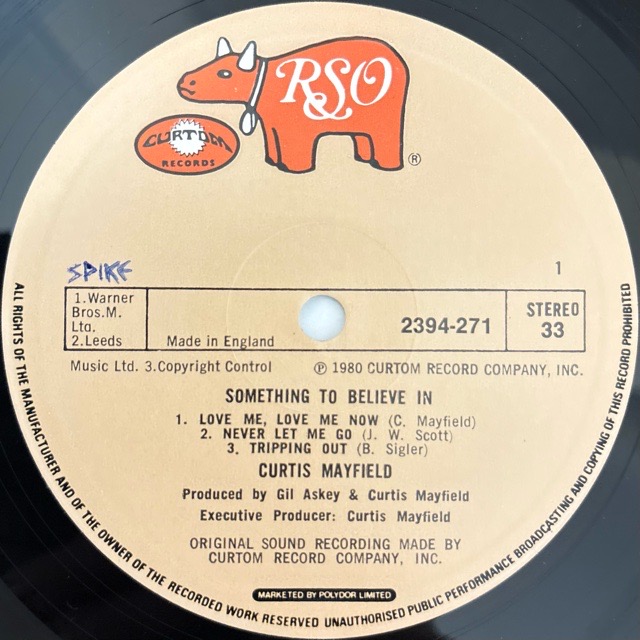 RSO
®
CURTOM
RECORDS
SPIKE
1
1.Warner
Bros.M.
Ltd.
2.Leeds
Made in England
2394-271
STEREO
33
Music Ltd. 3.Copyright Control
℗ 1980 CURTOM RECORD COMPANY, INC.
SOMETHING TO BELIEVE IN
1. LOVE ME, LOVE ME NOW (C. Mayfield)
2. NEVER LET ME GO (J. W. Scott)
3. TRIPPING OUT (B. Sigler)
CURTIS MAYFIELD
Produced by Gil Askey & Curtis Mayfield
Executive Producer: Curtis Mayfield
ORIGINAL SOUND RECORDING MADE BY
CURTOM RECORD COMPANY, INC.
MARKETED BY POLYDOR LIMITED
ALL RIGHTS OF THE MANUFACTURER AND OF THE OWNER OF THE RECORDED WORK RESERVED UNAUTHORISED PUBLIC PERFORMANCE BROADCASTING AND COPYING OF THIS RECORD PROHIBITED